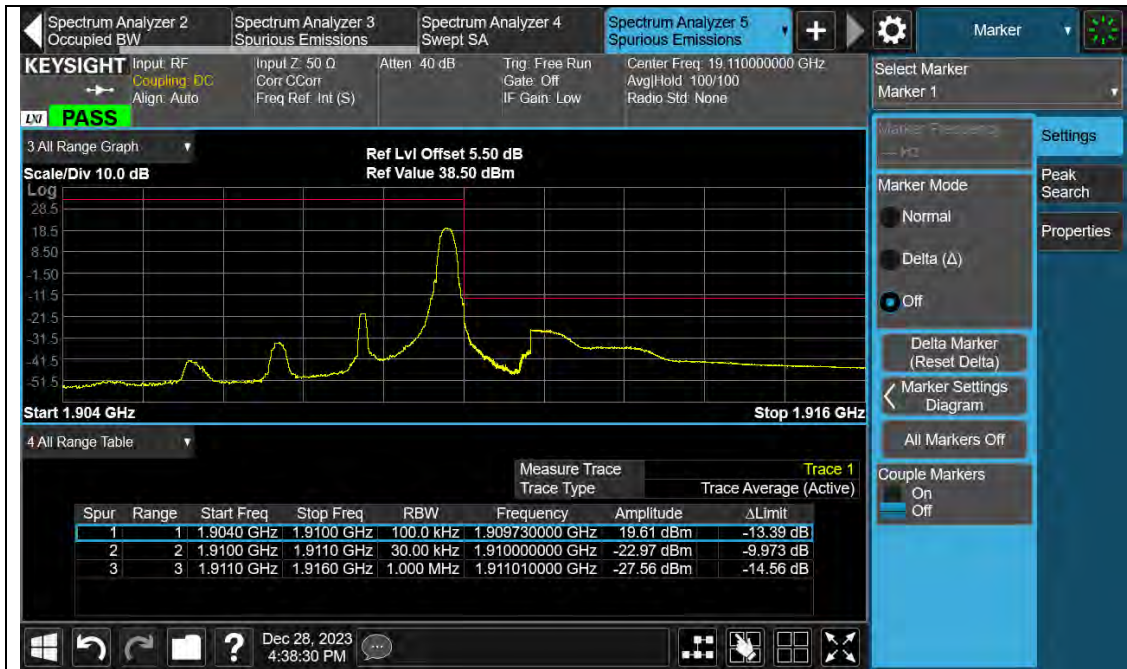 Spectrum Analyzer 2
Occupied BW
Spectrum Analyzer 3
Spurious Emissions
Spectrum Analyzer 4
Swept SA
Spectrum Analyzer 5
Spurious Emissions
+
Marker
KEYSIGHT
Input: RF
Coupling: DC
Align: Auto
Input Z: 50 Ω
Corr CCorr
Freq Ref: Int (S)
Atten: 40 dB
Trig: Free Run
Gate: Off
IF Gain: Low
Center Freq: 19.110000000 GHz
Avg|Hold: 100/100
Radio Std: None
LXI PASS
Select Marker
Marker 1
Marker Frequency
--- Hz
Settings
Peak Search
Properties
Marker Mode
Normal
Delta (Δ)
Off
Delta Marker
(Reset Delta)
Marker Settings
Diagram
All Markers Off
Couple Markers
On
Off
3 All Range Graph
Scale/Div 10.0 dB
Ref Lvl Offset 5.50 dB
Ref Value 38.50 dBm
Log
28.5
18.5
8.50
-1.50
-11.5
-21.5
-31.5
-41.5
-51.5
Start 1.904 GHz
Stop 1.916 GHz
4 All Range Table
Measure Trace Trace 1
Trace Type Trace Average (Active)
Spur Range Start Freq Stop Freq RBW Frequency Amplitude ΔLimit
1 1 1.9040 GHz 1.9100 GHz 100.0 kHz 1.909730000 GHz 19.61 dBm -13.39 dB
2 2 1.9100 GHz 1.9110 GHz 30.00 kHz 1.910000000 GHz -22.97 dBm -9.973 dB
3 3 1.9110 GHz 1.9160 GHz 1.000 MHz 1.911010000 GHz -27.56 dBm -14.56 dB
?
Dec 28, 2023
4:38:30 PM